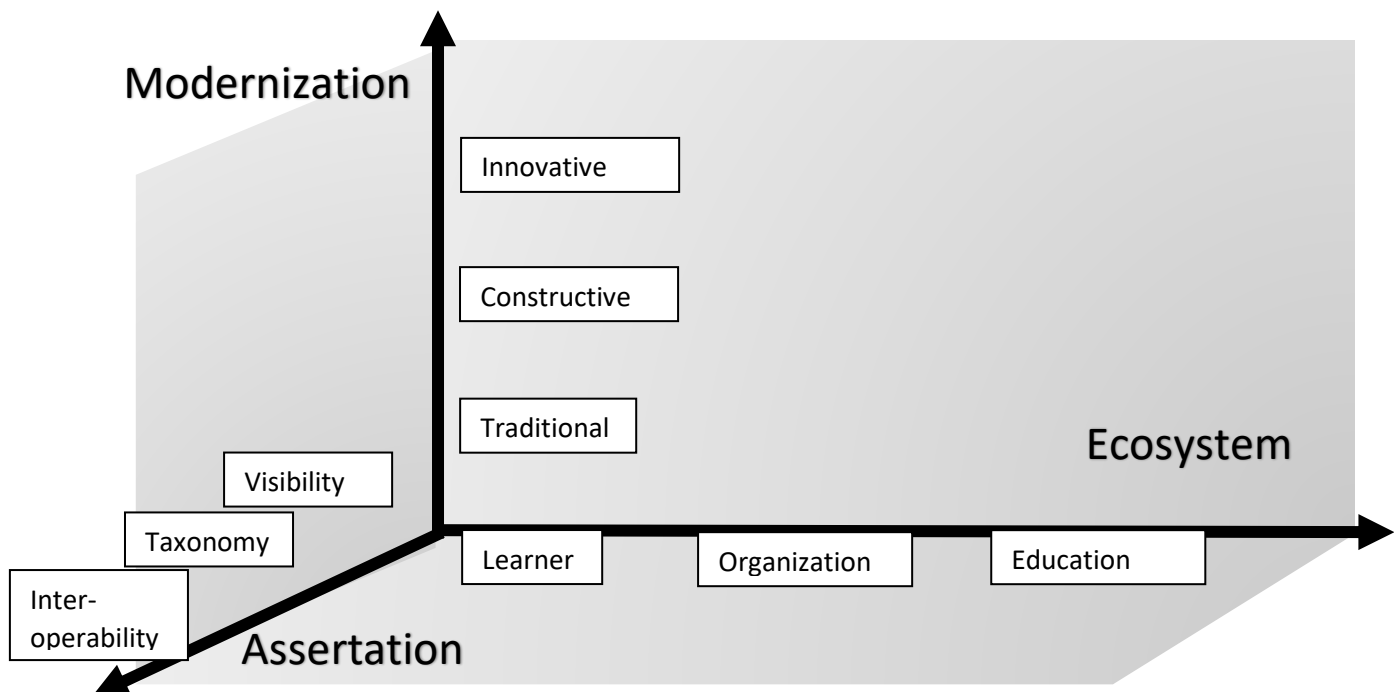 Modernization
Innovative
Constructive
Traditional
Ecosystem
Visibility
Taxonomy
Learner
Organization
Education
Inter-
operability
Assertation